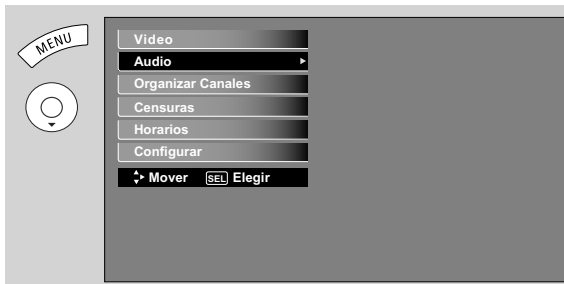 MENU
Video
Audio
Organizar Canales
Censuras
Horarios
Configurar
Mover SEL Elegir